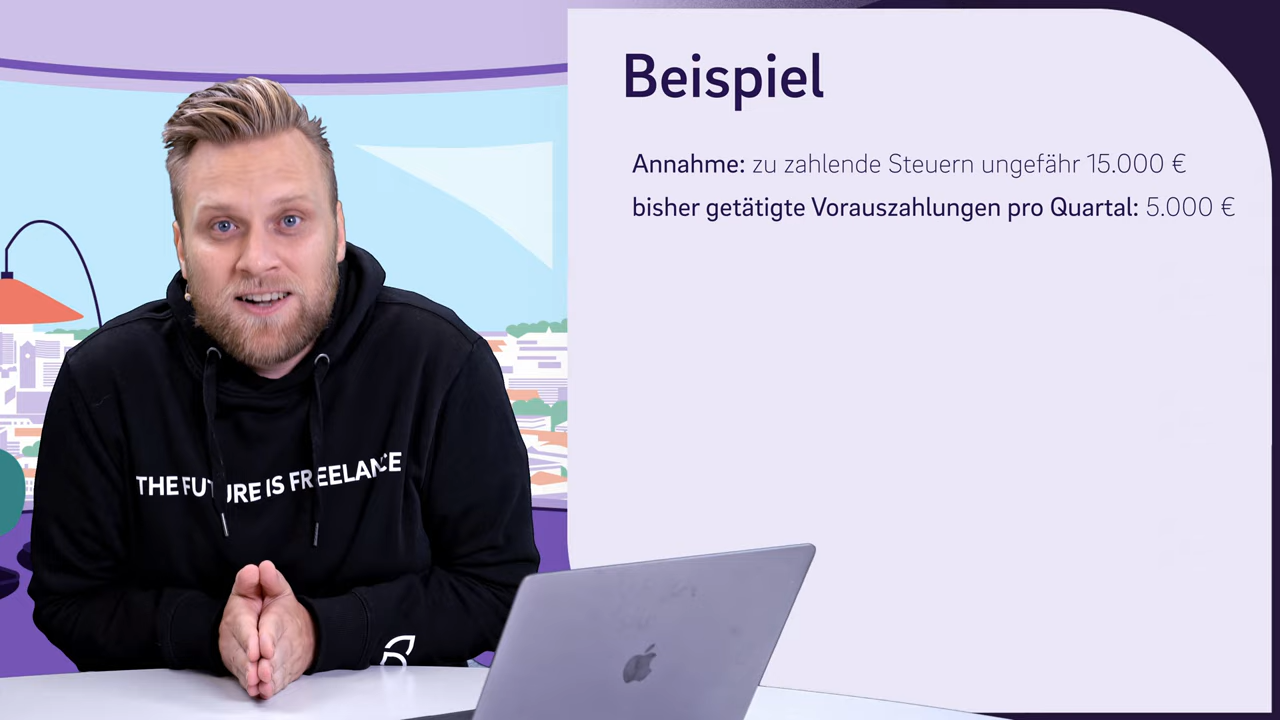 Beispiel
Annahme: zu zahlende Steuern ungefähr 15.000 €
bisher getätigte Vorauszahlungen pro Quartal: 5.000 €
THE FUTURE IS FREELANCE